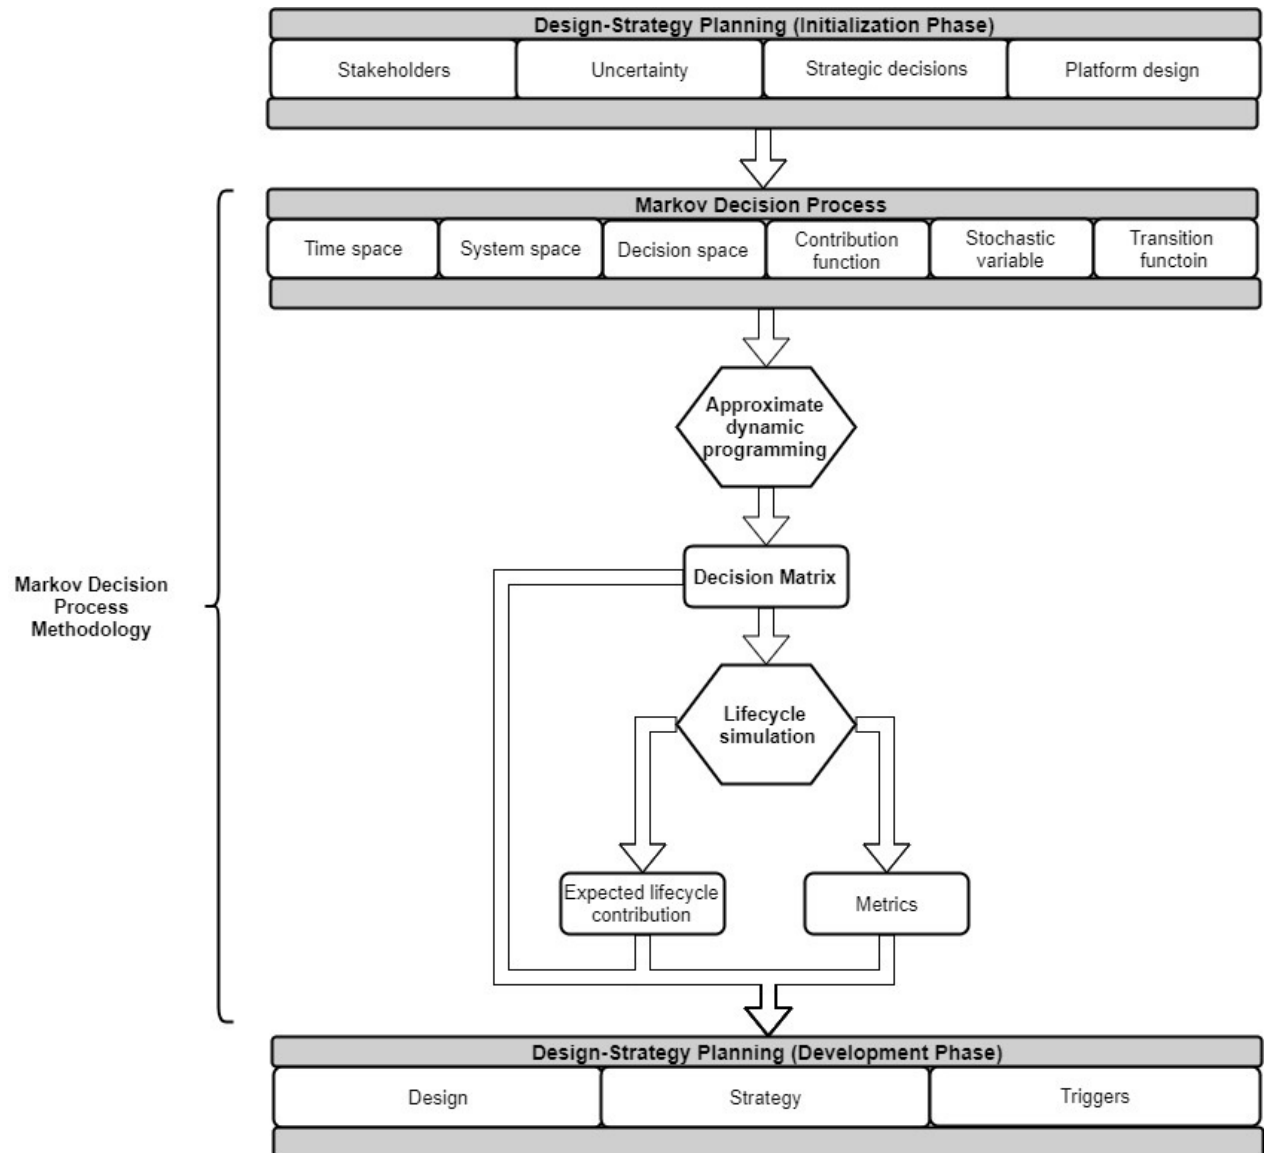 Design-Strategy Planning (Initialization Phase)
Stakeholders
Uncertainty
Strategic decisions
Platform design
Markov Decision Process
Time space
System space
Decision space
Contribution
function
Stochastic
variable
Transition
functoin
Approximate
dynamic
programming
Decision Matrix
Markov Decision
Process
Methodology
Lifecycle
simulation
Expected lifecycle
contribution
Metrics
Design-Strategy Planning (Development Phase)
Design
Strategy
Triggers